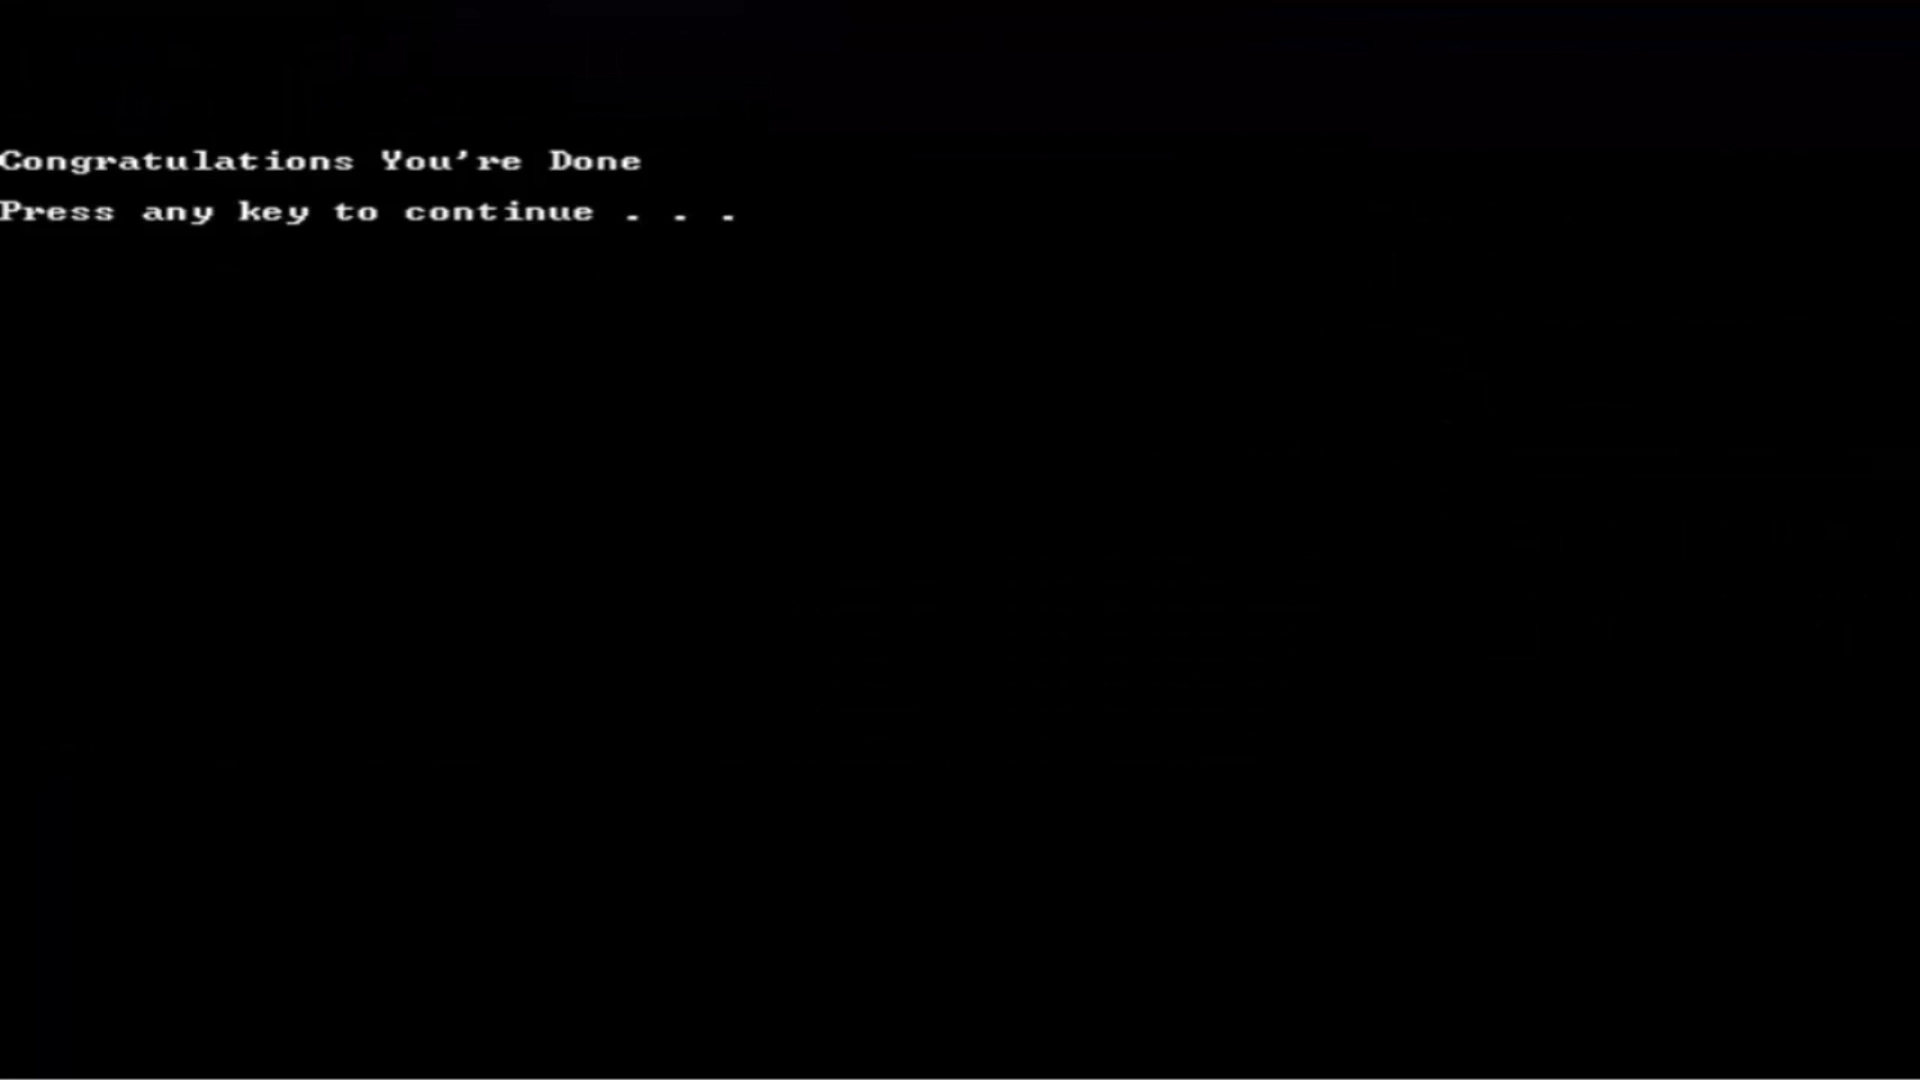 Congratulations You're Done
Press any key to continue . . .